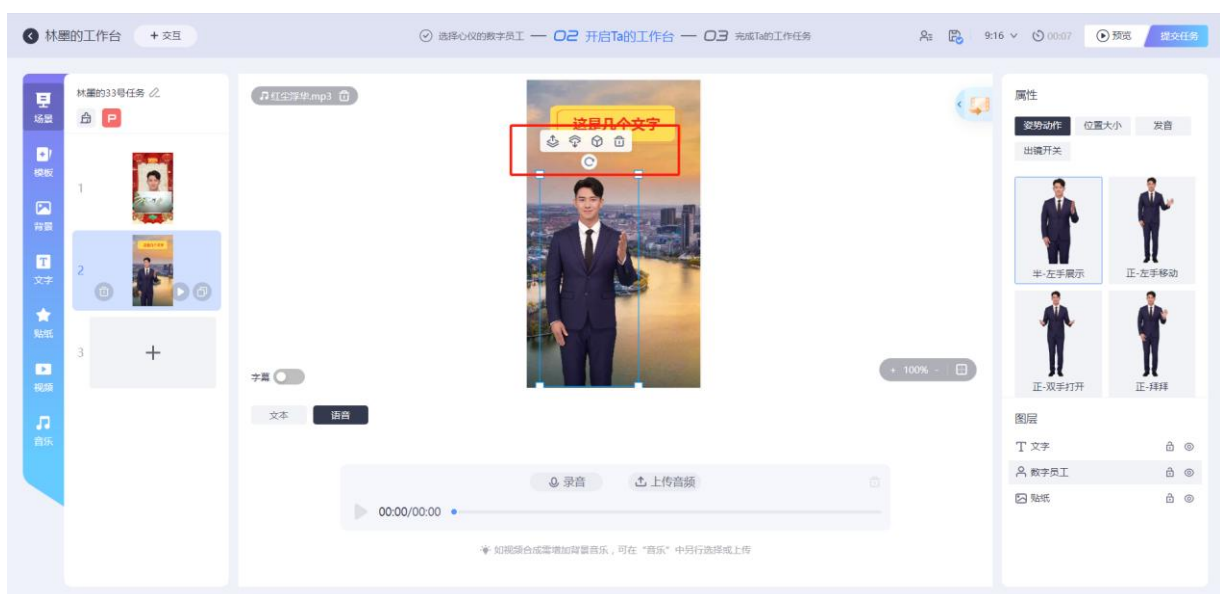 林墨的工作台
+ 交互
选择心仪的数字员工
02 开启Ta的工作台
03 完成Ta的工作任务
9:16
00:07
预览
提交任务
场景
模板
背景
文字
贴纸
视频
音乐
林墨的33号任务
P
1
2
3
红尘浮华.mp3
这是几个文字
字幕
+ 100% -
文本
语音
录音
上传音频
00:00/00:00
如视频合成需增加背景音乐，可在“音乐”中另行选择或上传
属性
姿势动作
位置大小
发音
出镜开关
半-左手展示
正-左手移动
正-双手打开
正-拜拜
图层
T 文字
数字员工
贴纸